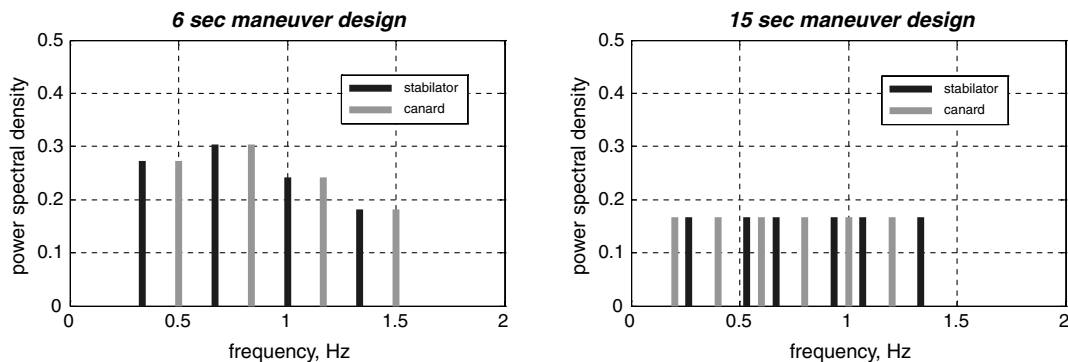 6 sec maneuver design
0.5
0.4
0.3
0.2
0.1
0
power spectral density
stabilator
canard
0
0.5
1
1.5
2
frequency, Hz
15 sec maneuver design
0.5
0.4
0.3
0.2
0.1
0
power spectral density
stabilator
canard
0
0.5
1
1.5
2
frequency, Hz